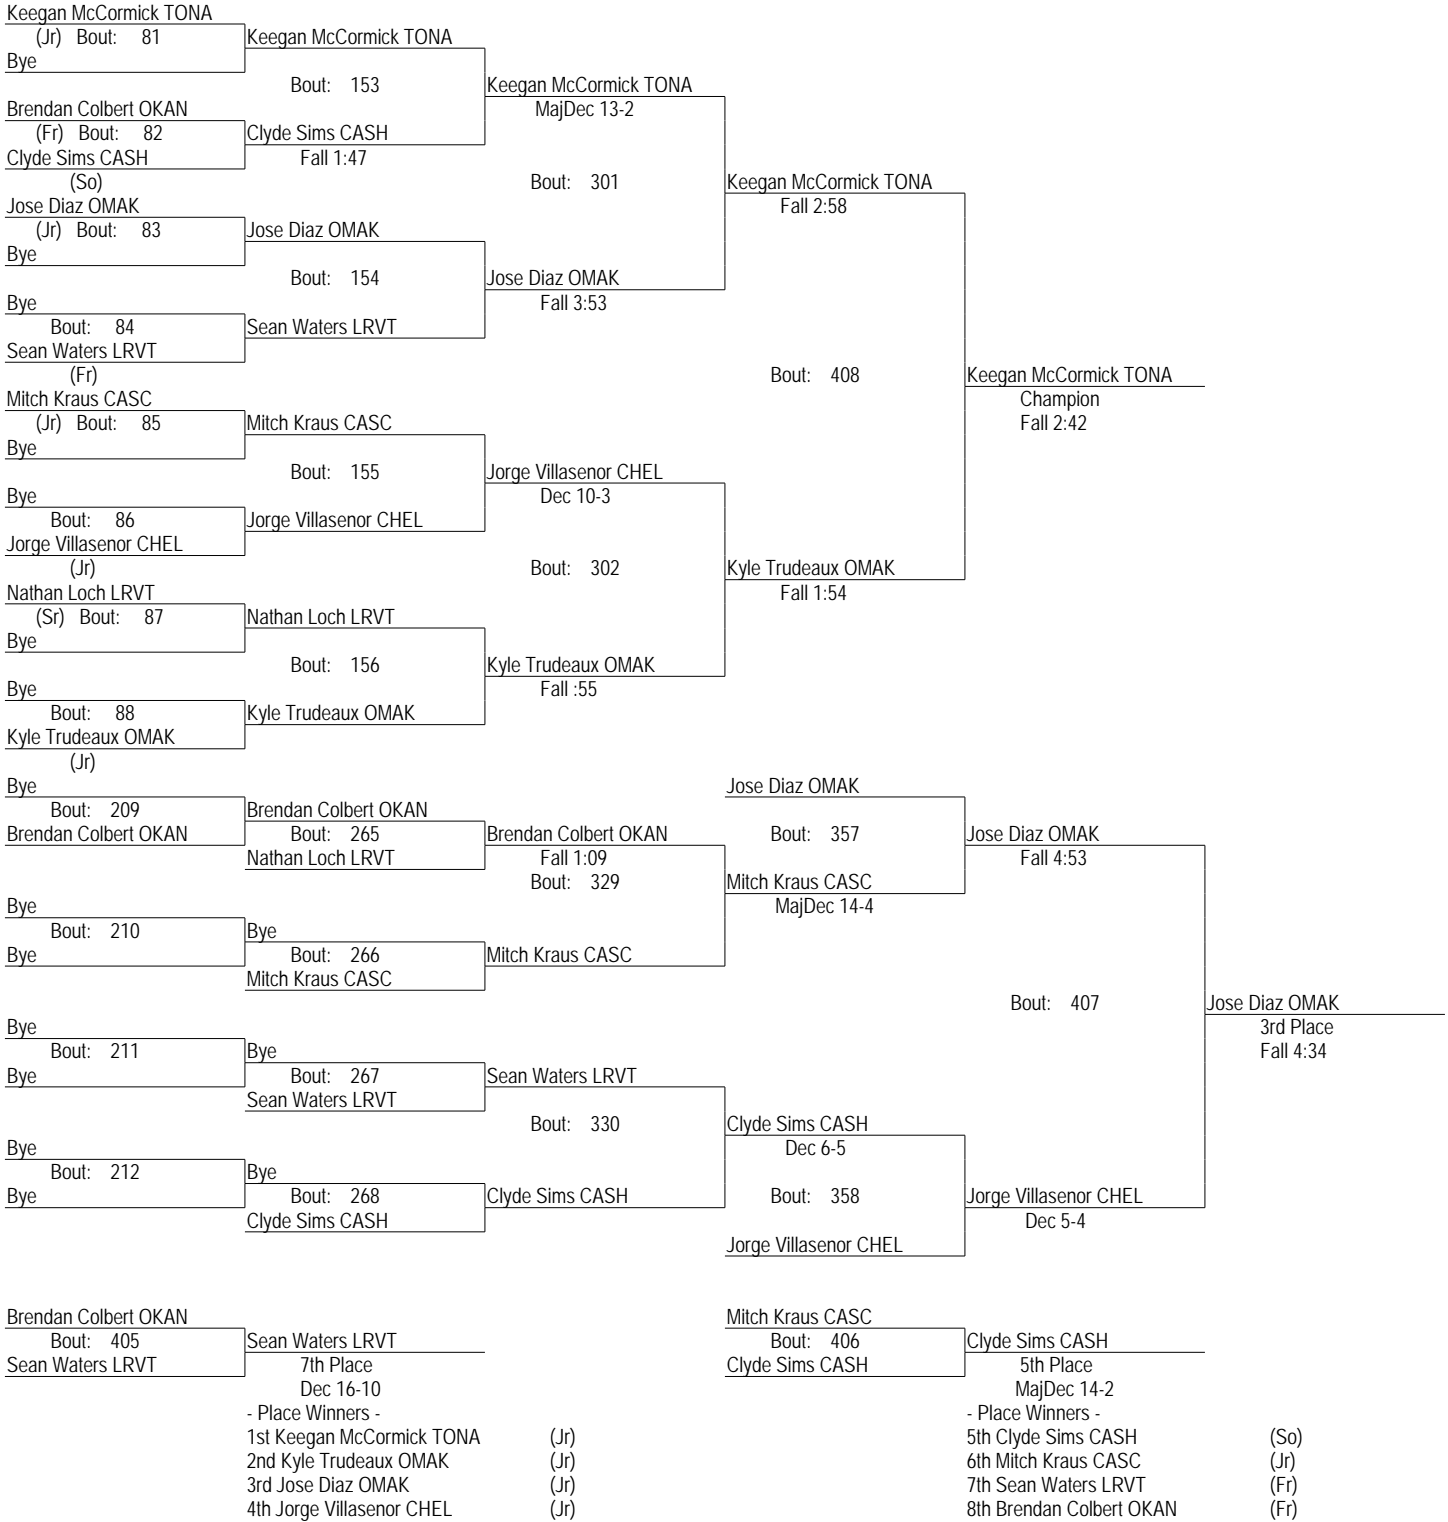 Keegan McCormick TONA
(Jr) Bout: 81 Keegan McCormick TONA
Bye
Bout: 153 Keegan McCormick TONA
Brendan Colbert OKAN MajDec 13-2
(Fr) Bout: 82 Clyde Sims CASH
Clyde Sims CASH Fall 1:47
(So) Bout: 301 Keegan McCormick TONA
Jose Diaz OMAK Fall 2:58
(Jr) Bout: 83 Jose Diaz OMAK
Bye
Bout: 154 Jose Diaz OMAK
Bye Fall 3:53
Bout: 84 Sean Waters LRVT
Sean Waters LRVT
(Fr) Bout: 408 Keegan McCormick TONA
Mitch Kraus CASC Champion
(Jr) Bout: 85 Mitch Kraus CASC Fall 2:42
Bye
Bout: 155 Jorge Villasenor CHEL
Bye Dec 10-3
Bout: 86 Jorge Villasenor CHEL
Jorge Villasenor CHEL
(Jr) Bout: 302 Kyle Trudeaux OMAK
Nathan Loch LRVT Fall 1:54
(Sr) Bout: 87 Nathan Loch LRVT
Bye
Bout: 156 Kyle Trudeaux OMAK
Bye Fall :55
Bout: 88 Kyle Trudeaux OMAK
Kyle Trudeaux OMAK
(Jr)
Bye Jose Diaz OMAK
Bout: 209 Brendan Colbert OKAN
Brendan Colbert OKAN Bout: 265 Brendan Colbert OKAN Bout: 357 Jose Diaz OMAK
Nathan Loch LRVT Fall 1:09 Fall 4:53
Bout: 329 Mitch Kraus CASC
Bye MajDec 14-4
Bout: 210 Bye
Bye Bout: 266 Mitch Kraus CASC
Mitch Kraus CASC
Bout: 407 Jose Diaz OMAK
Bye 3rd Place
Bout: 211 Bye Fall 4:34
Bye Bout: 267 Sean Waters LRVT
Sean Waters LRVT
Bout: 330 Clyde Sims CASH
Bye Dec 6-5
Bout: 212 Bye
Bye Bout: 268 Clyde Sims CASH Bout: 358 Jorge Villasenor CHEL
Clyde Sims CASH Dec 5-4
Jorge Villasenor CHEL
Brendan Colbert OKAN Mitch Kraus CASC
Bout: 405 Sean Waters LRVT Bout: 406 Clyde Sims CASH
Sean Waters LRVT 7th Place Clyde Sims CASH 5th Place
Dec 16-10 MajDec 14-2
- Place Winners - - Place Winners -
1st Keegan McCormick TONA (Jr) 5th Clyde Sims CASH (So)
2nd Kyle Trudeaux OMAK (Jr) 6th Mitch Kraus CASC (Jr)
3rd Jose Diaz OMAK (Jr) 7th Sean Waters LRVT (Fr)
4th Jorge Villasenor CHEL (Jr) 8th Brendan Colbert OKAN (Fr)